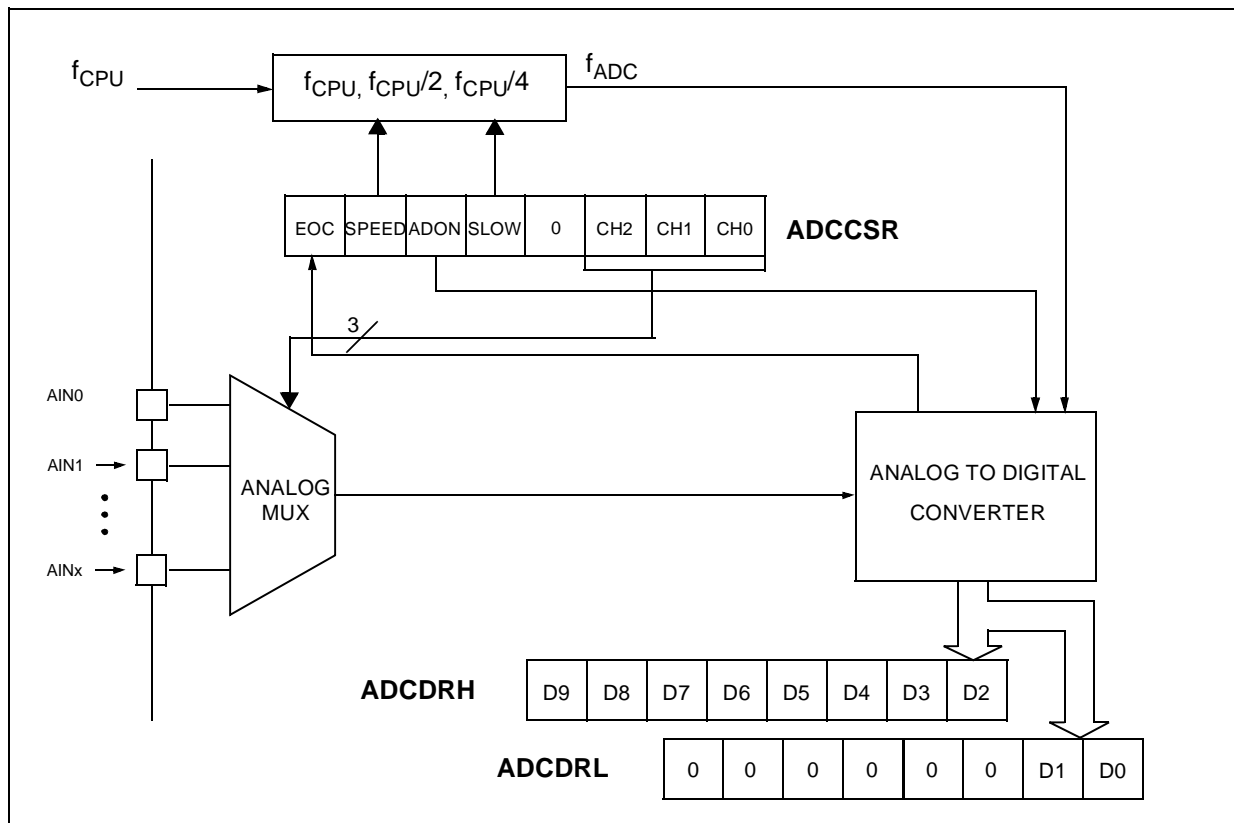 fCPU
fCPU, fCPU/2, fCPU/4
fADC
EOC SPEED ADON SLOW 0 CH2 CH1 CH0 ADCCSR
3
AIN0
AIN1
AINx
ANALOG
MUX
ANALOG TO DIGITAL
CONVERTER
ADCDRH D9 D8 D7 D6 D5 D4 D3 D2
ADCDRL 0 0 0 0 0 0 D1 D0